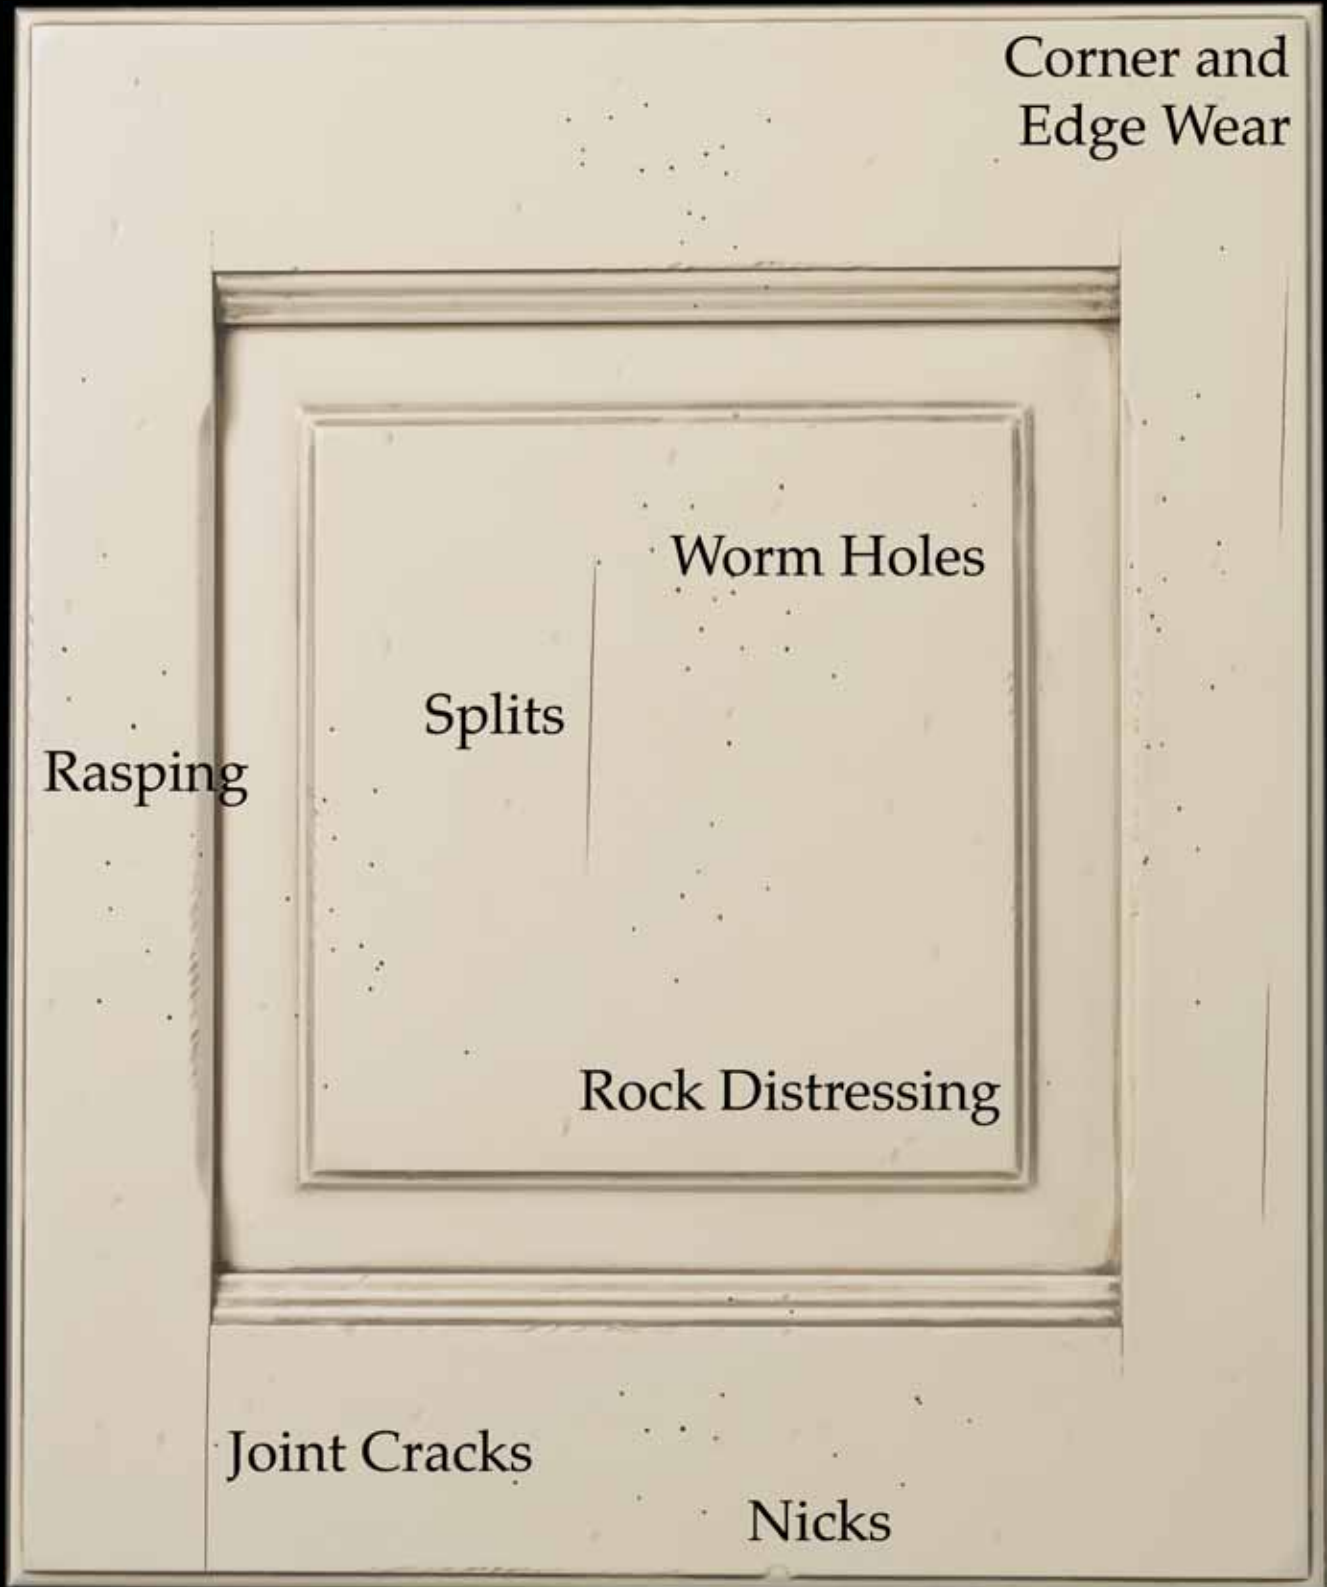 Corner and
Edge Wear
Worm Holes
Splits
Rasping
Rock Distressing
Joint Cracks
Nicks